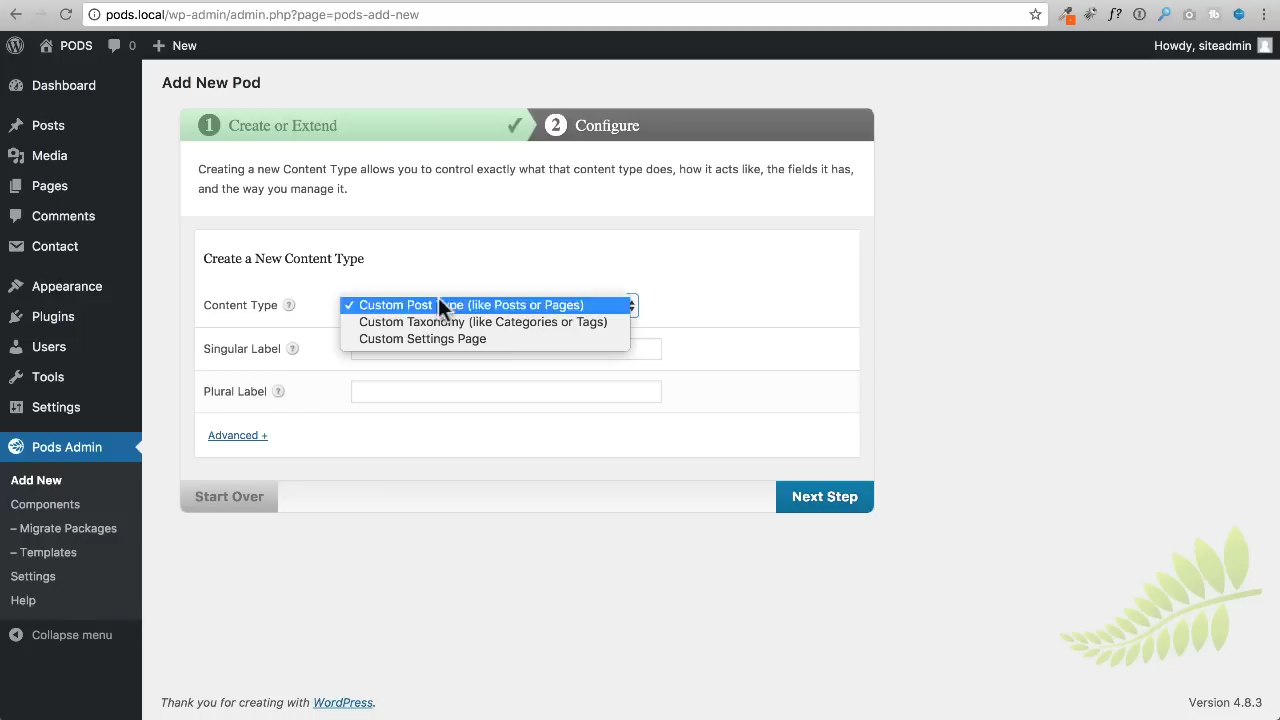 pods.local/wp-admin/admin.php?page=pods-add-new
PODS
0
New
Howdy, siteadmin
Dashboard
Posts
Media
Pages
Comments
Contact
Appearance
Plugins
Users
Tools
Settings
Pods Admin
Add New
Components
– Migrate Packages
– Templates
Settings
Help
Collapse menu
Add New Pod
1 Create or Extend
2 Configure
Creating a new Content Type allows you to control exactly what that content type does, how it acts like, the fields it has,
and the way you manage it.
Create a New Content Type
Content Type ?
✓ Custom Post Type (like Posts or Pages)
Custom Taxonomy (like Categories or Tags)
Custom Settings Page
Singular Label ?
Plural Label ?
Advanced +
Start Over
Next Step
Thank you for creating with WordPress.
Version 4.8.3